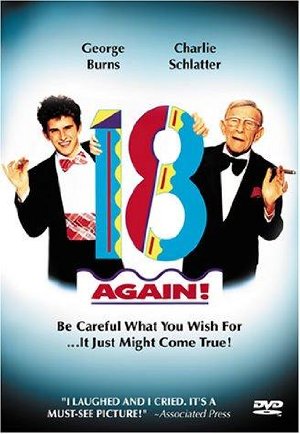 George Burns
Charlie Schlatter
18
AGAIN!
Be Careful What You Wish For
...It Just Might Come True!
"I LAUGHED AND I CRIED. IT'S A
MUST-SEE PICTURE!" ~Associated Press
DVD